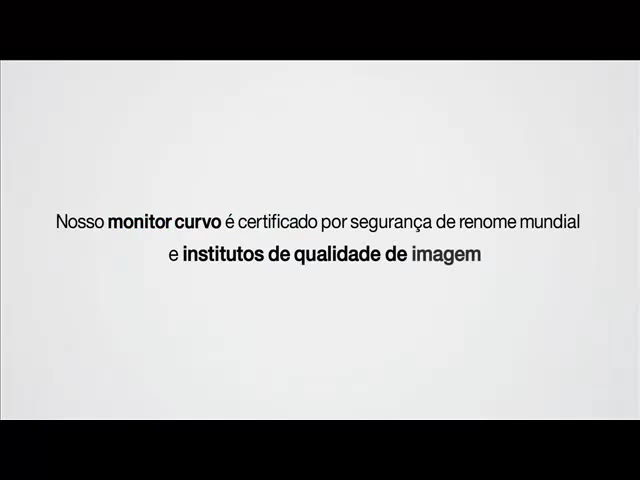 Nosso monitor curvo é certificado por segurança de renome mundial
e institutos de qualidade de imagem